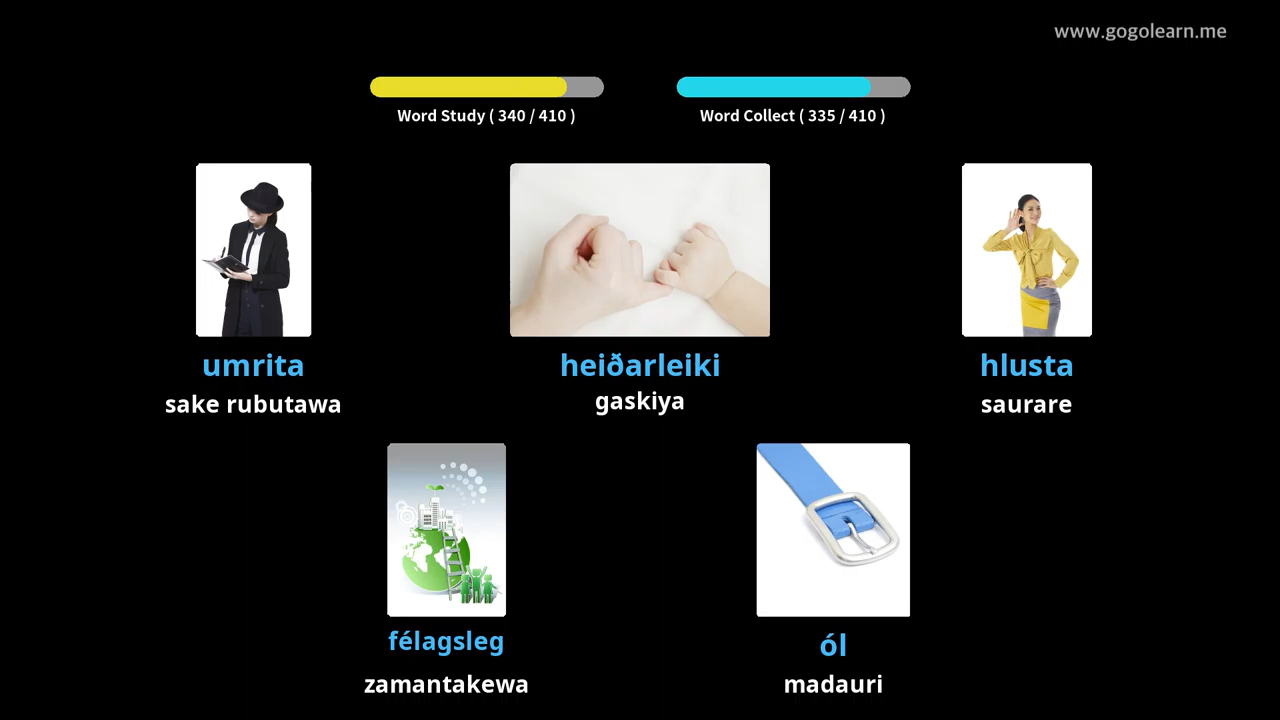 www.gogolearn.me
Word Study ( 340 / 410 )
Word Collect ( 335 / 410 )
umrita
heiðarleiki
hlusta
sake rubutawa
gaskiya
saurare
félagsleg
ól
zamantakewa
madauri